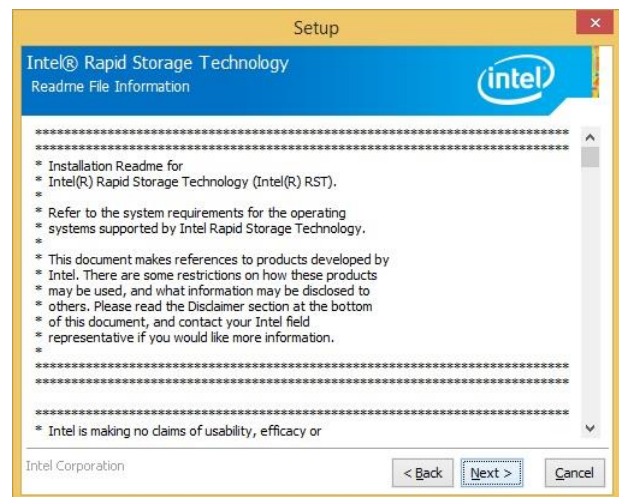 Setup
Intel® Rapid Storage Technology
Readme File Information
intel
*******************************************************************************
*******************************************************************************
* Installation Readme for
* Intel(R) Rapid Storage Technology (Intel(R) RST).
*
* Refer to the system requirements for the operating
* systems supported by Intel Rapid Storage Technology.
*
* This document makes references to products developed by
* Intel. There are some restrictions on how these products
* may be used, and what information may be disclosed to
* others. Please read the Disclaimer section at the bottom
* of this document, and contact your Intel field
* representative if you would like more information.
*
*******************************************************************************
*******************************************************************************
*******************************************************************************
* Intel is making no claims of usability, efficacy or
Intel Corporation
< Back Next > Cancel